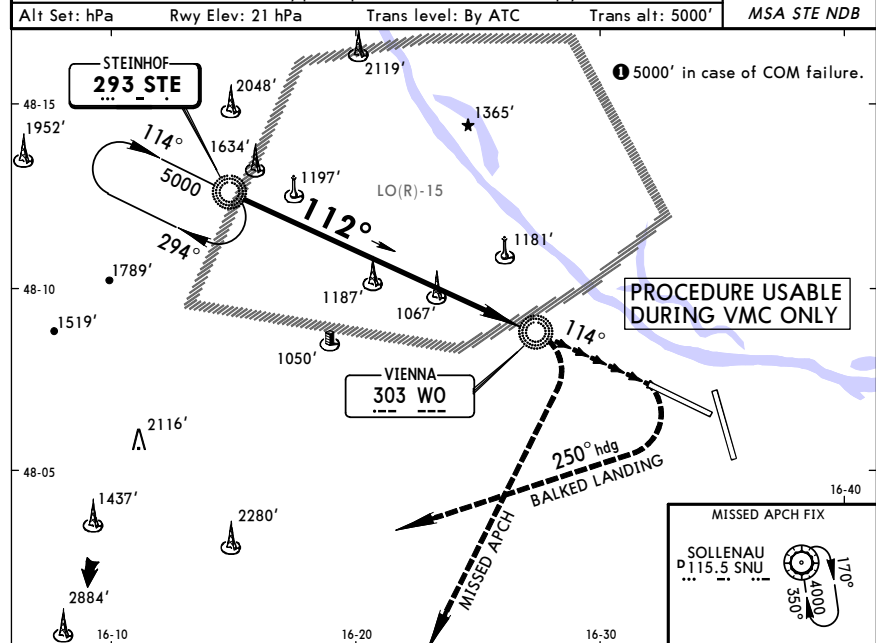 Alt Set: hPa Rwy Elev: 21 hPa Trans level: By ATC Trans alt: 5000' MSA STE NDB
STEINHOF
293 STE
2048'
2119'
❶ 5000' in case of COM failure.
48-15
1952'
114°
5000
1634'
1365'
1197'
LO(R)-15
294°
112°
1181'
1789'
48-10
1187'
1067'
PROCEDURE USABLE
DURING VMC ONLY
1519'
1050'
114°
VIENNA
303 WO
2116'
250° hdg
BALKED LANDING
48-05
16-40
1437'
2280'
MISSED APCH
MISSED APCH FIX
SOLLENAU
D 115.5 SNU
170°
4000
350°
2884'
16-10
16-20
16-30